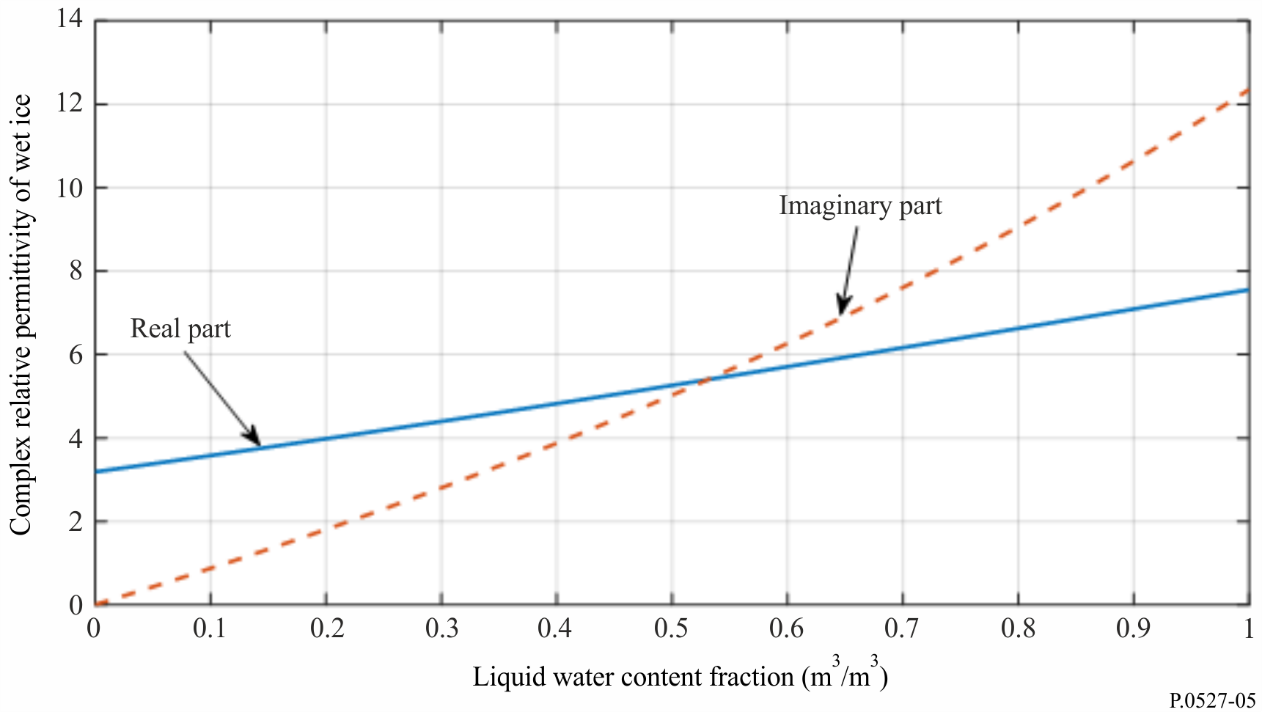 14
12
10
8
6
4
2
0
Complex relative permittivity of wet ice
Imaginary part
Real part
0 0.1 0.2 0.3 0.4 0.5 0.6 0.7 0.8 0.9 1
Liquid water content fraction (m³/m³)
P.0527-05